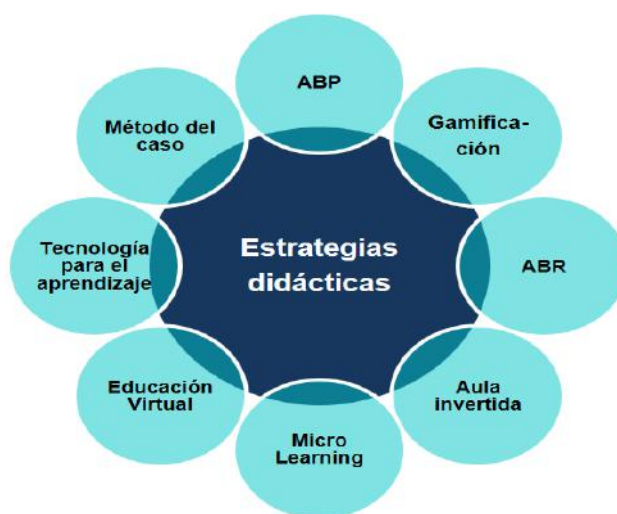 ABP
Gamifica-
ción
ABR
Aula
invertida
Micro
Learning
Educación
Virtual
Tecnología
para el
aprendizaje
Método del
caso
Estrategias
didácticas